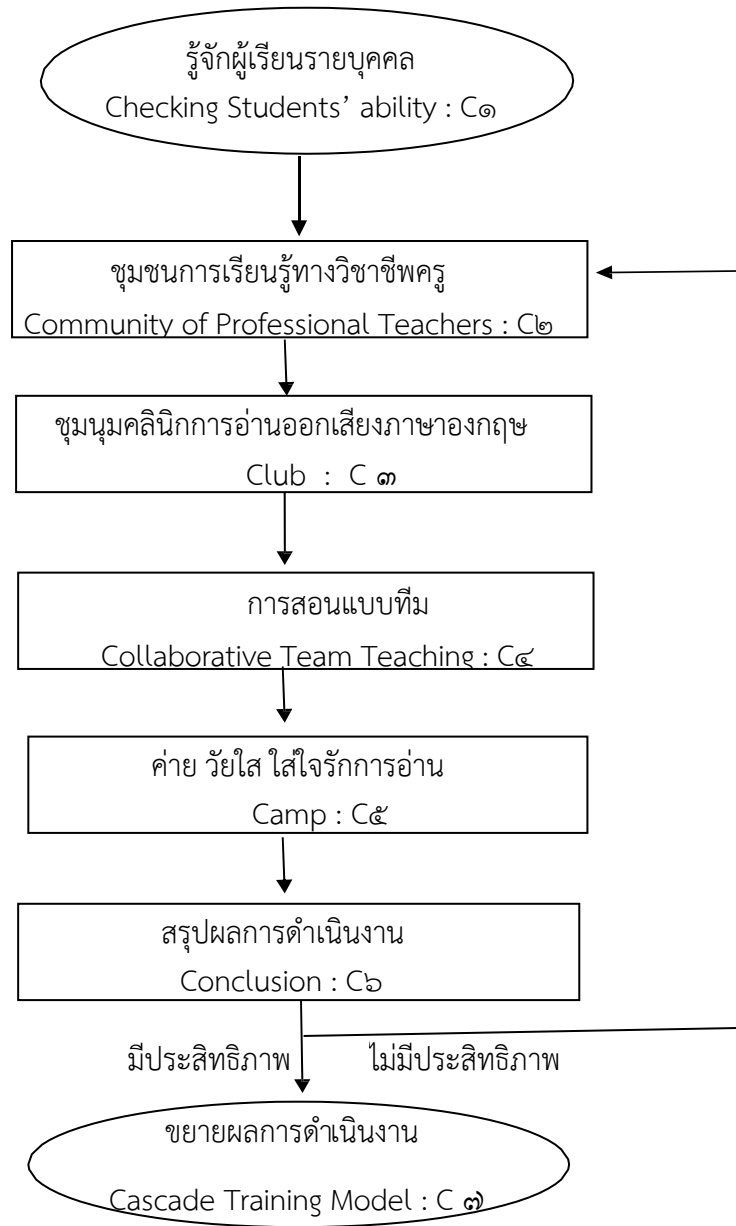 รู้จักผู้เรียนรายบุคคล
Checking Students’ ability : C๑
ชุมชนการเรียนรู้ทางวิชาชีพครู
Community of Professional Teachers : C๒
ชุมนุมคลินิกการอ่านออกเสียงภาษาองกฤษ
Club : C ๓
การสอนแบบทีม
Collaborative Team Teaching : C๔
ค่าย วัยใส ใส่ใจรักการอ่าน
Camp : C๕
สรุปผลการดำเนินงาน
Conclusion : C๖
มีประสิทธิภาพ ไม่มีประสิทธิภาพ
ขยายผลการดำเนินงาน
Cascade Training Model : C ๗